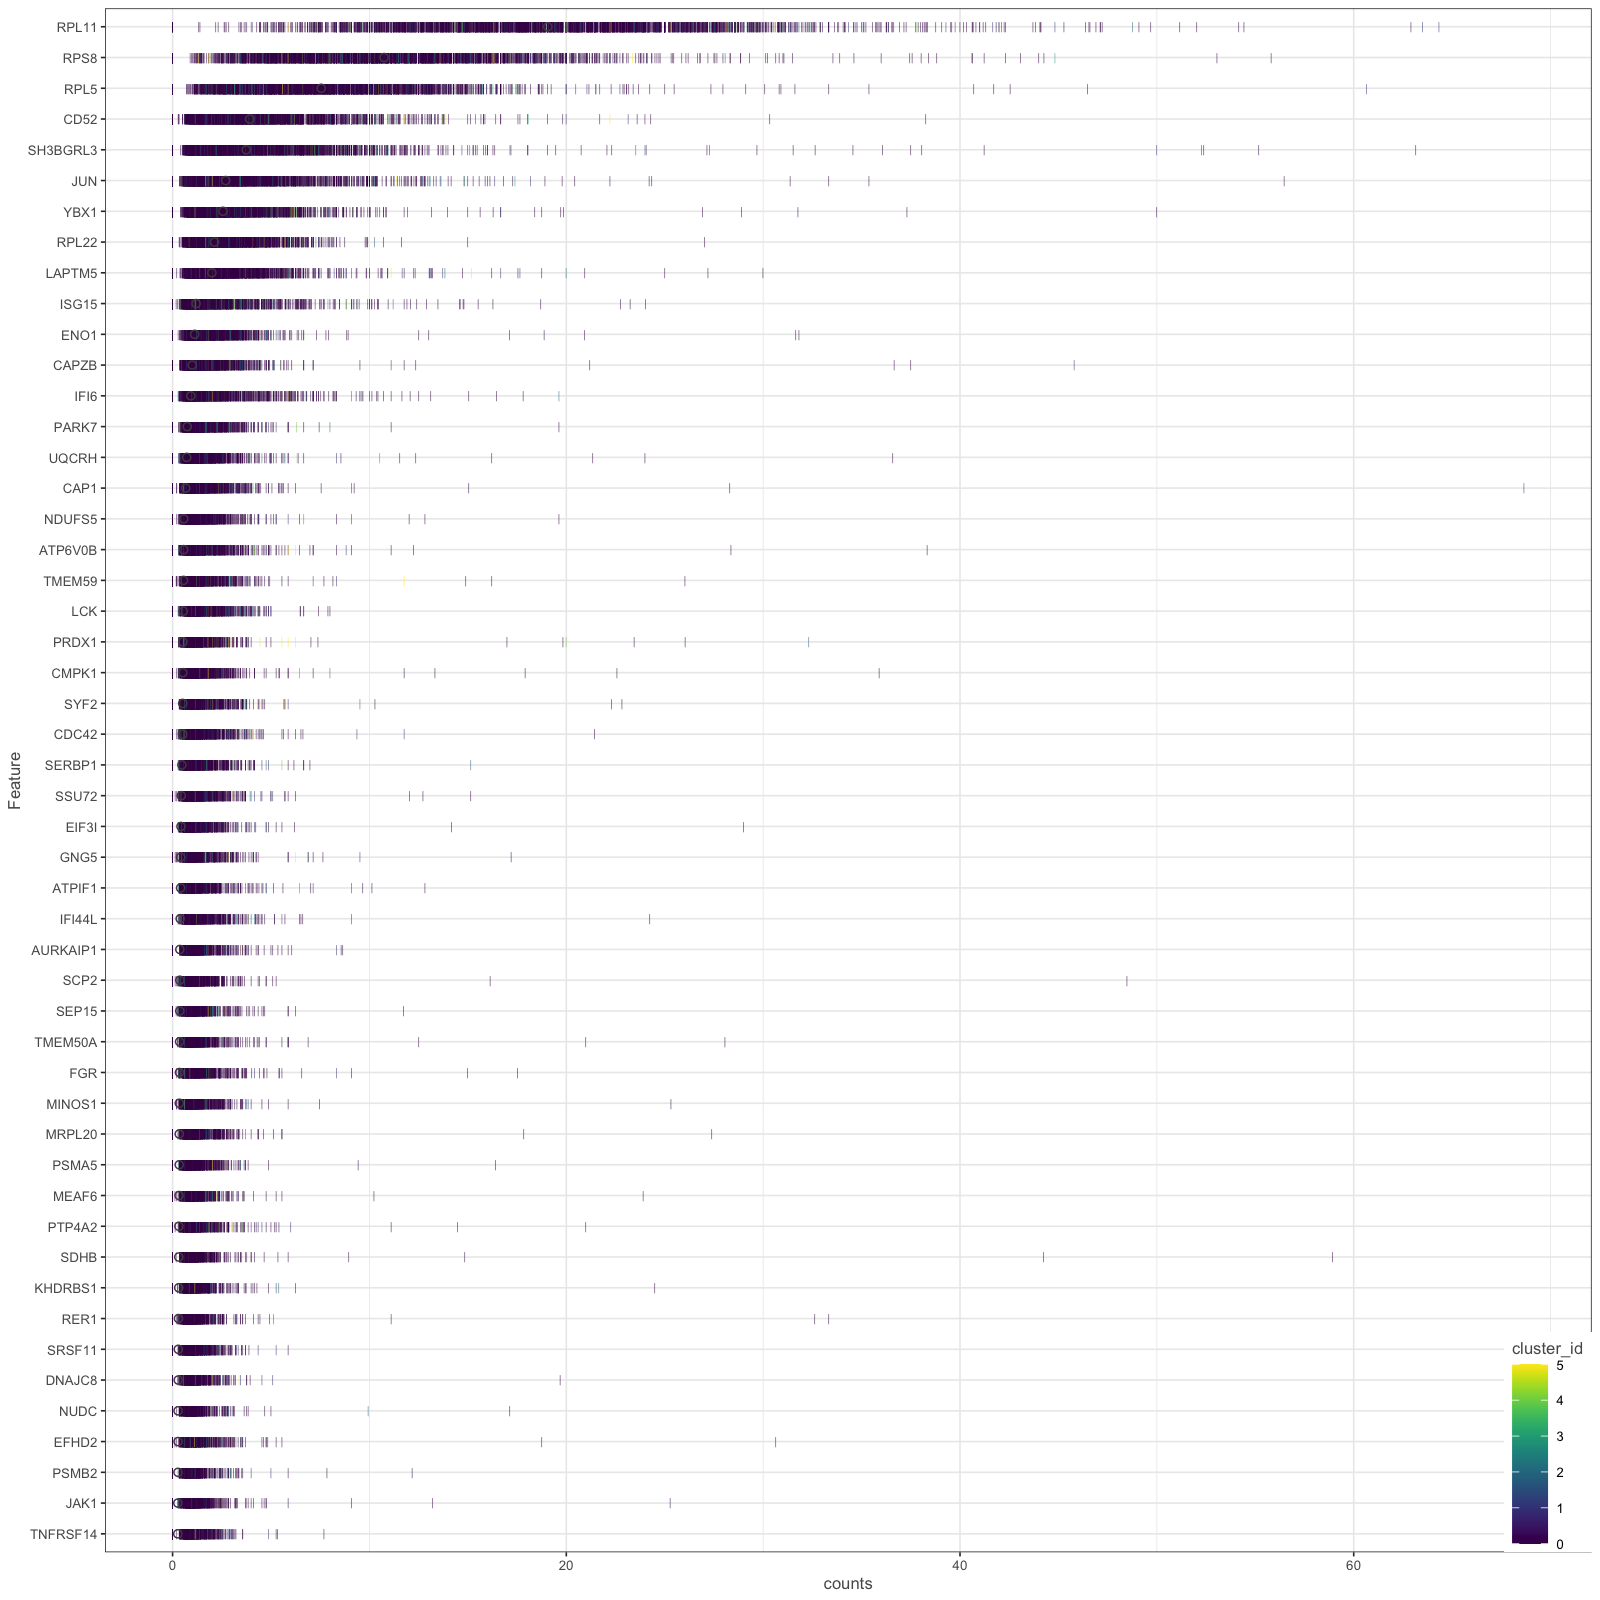 RPL11
RPS8
RPL5
CD52
SH3BGRL3
JUN
YBX1
RPL22
LAPTM5
ISG15
ENO1
CAPZB
IFI6
PARK7
UQCRH
CAP1
NDUFS5
ATP6V0B
TMEM59
LCK
PRDX1
CMPK1
SYF2
CDC42
SERBP1
SSU72
EIF3I
GNG5
ATPIF1
IFI44L
AURKAIP1
SCP2
SEP15
TMEM50A
FGR
MINOS1
MRPL20
PSMA5
MEAF6
PTP4A2
SDHB
KHDRBS1
RER1
SRSF11
DNAJC8
NUDC
EFHD2
PSMB2
JAK1
TNFRSF14
Feature
0 20 40 60
counts
cluster_id
5
4
3
2
1
0